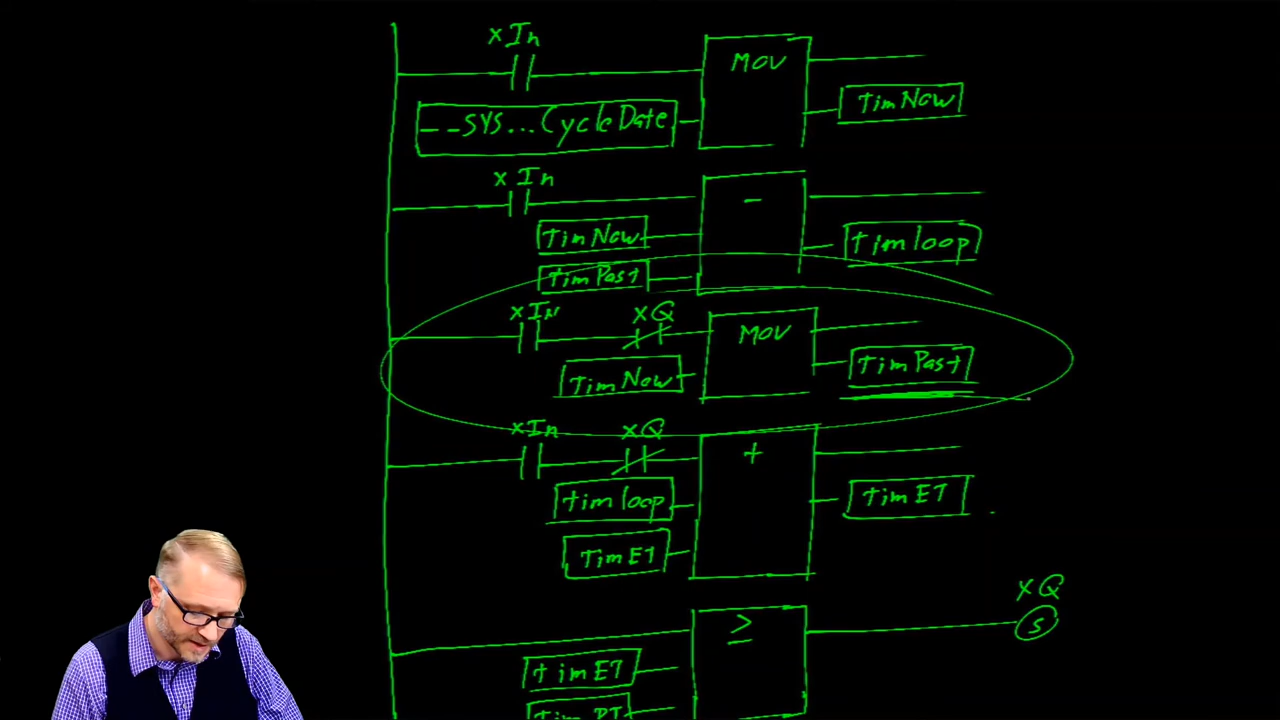 xIn
MOV
--SYS...CycleDate
TimNow
xIn
-
TimNow
TimPast
Timloop
xIN
xQ
MOV
TimNow
TimPast
xIn
xQ
+
timloop
TimET
TimET
xQ
≥
S
timET
TimPT